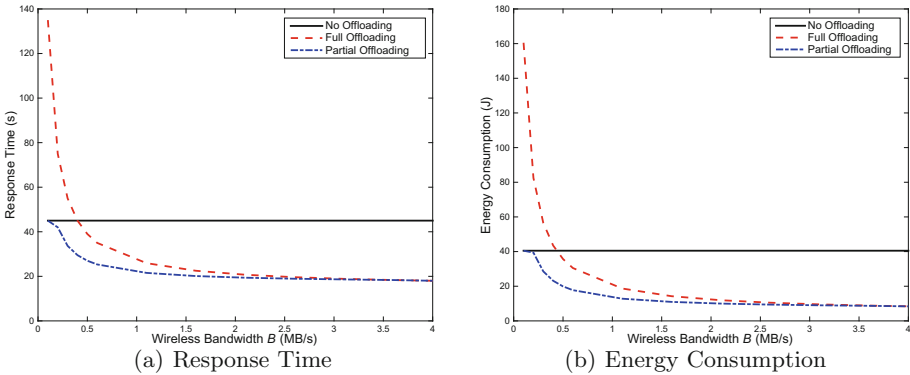 140
120
100
80
60
40
20
0
Response Time (s)
0 0.5 1 1.5 2 2.5 3 3.5 4
Wireless Bandwidth B (MB/s)
No Offloading
Full Offloading
Partial Offloading
(a) Response Time
180
160
140
120
100
80
60
40
20
0
Energy Consumption (J)
0 0.5 1 1.5 2 2.5 3 3.5 4
Wireless Bandwidth B (MB/s)
No Offloading
Full Offloading
Partial Offloading
(b) Energy Consumption